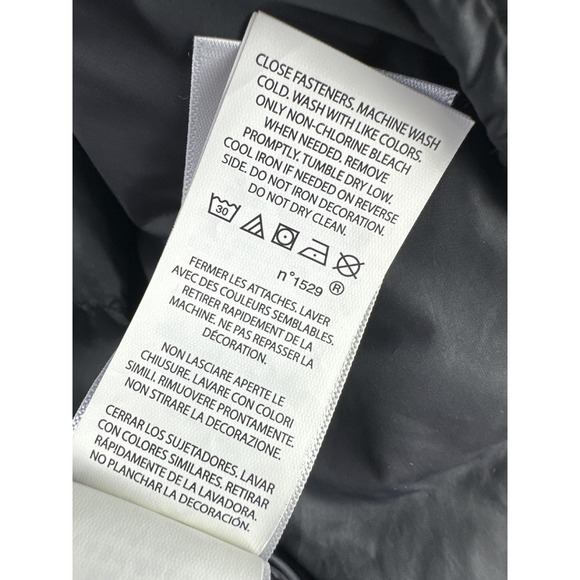 CLOSE FASTENERS. MACHINE WASH
COLD. WASH WITH LIKE COLORS.
ONLY NON-CHLORINE BLEACH
WHEN NEEDED. REMOVE
PROMPTLY. TUMBLE DRY LOW.
COOL IRON IF NEEDED ON REVERSE
SIDE. DO NOT IRON DECORATION.
DO NOT DRY CLEAN.
30
n°1529 ®
FERMER LES ATTACHES, LAVER
AVEC DES COULEURS SEMBLABLES.
RETIRER RAPIDEMENT DE LA
MACHINE. NE PAS REPASSER LA
DÉCORATION.
NON LASCIARE APERTE LE
CHIUSURE. LAVARE CON COLORI
SIMILI. RIMUOVERE PRONTAMENTE.
NON STIRARE LA DECORAZIONE.
CERRAR LOS SUJETADORES. LAVAR
CON COLORES SIMILARES. RETIRAR
RÁPIDAMENTE DE LA LAVADORA.
NO PLANCHAR LA DECORACIÓN.